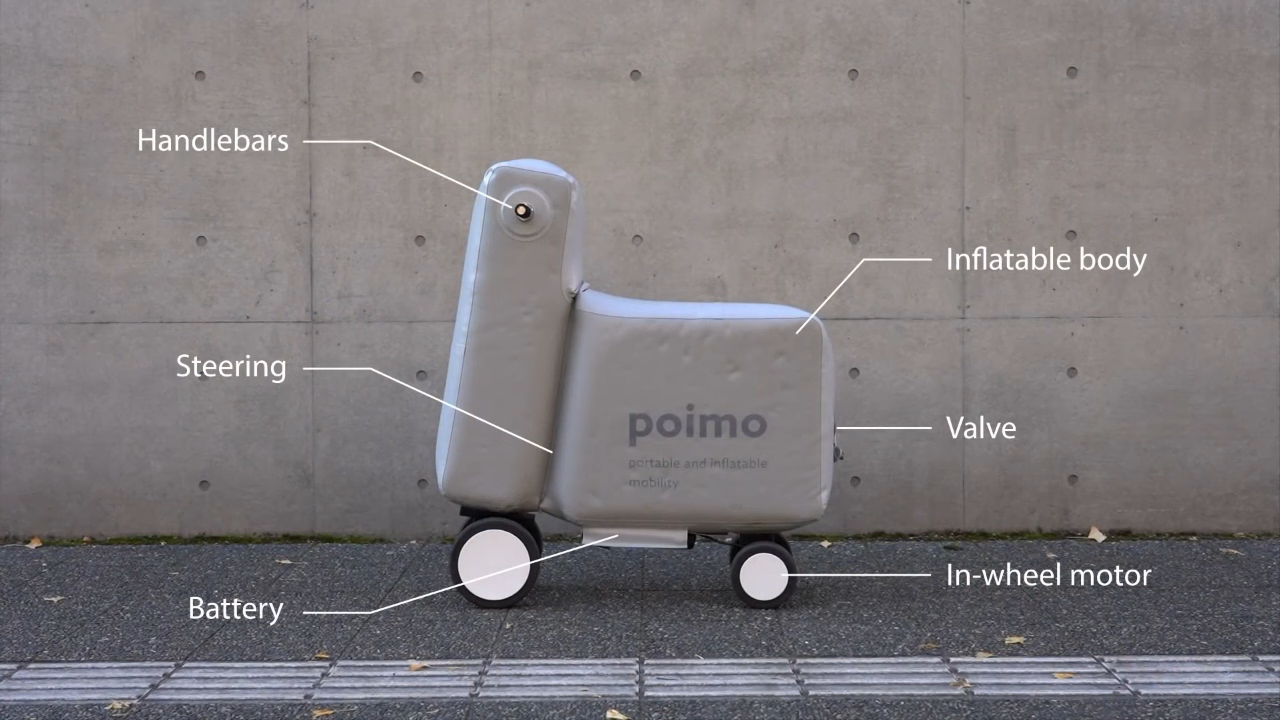 Handlebars
Inflatable body
Steering
poimo
portable and inflatable
mobility
Valve
In-wheel motor
Battery